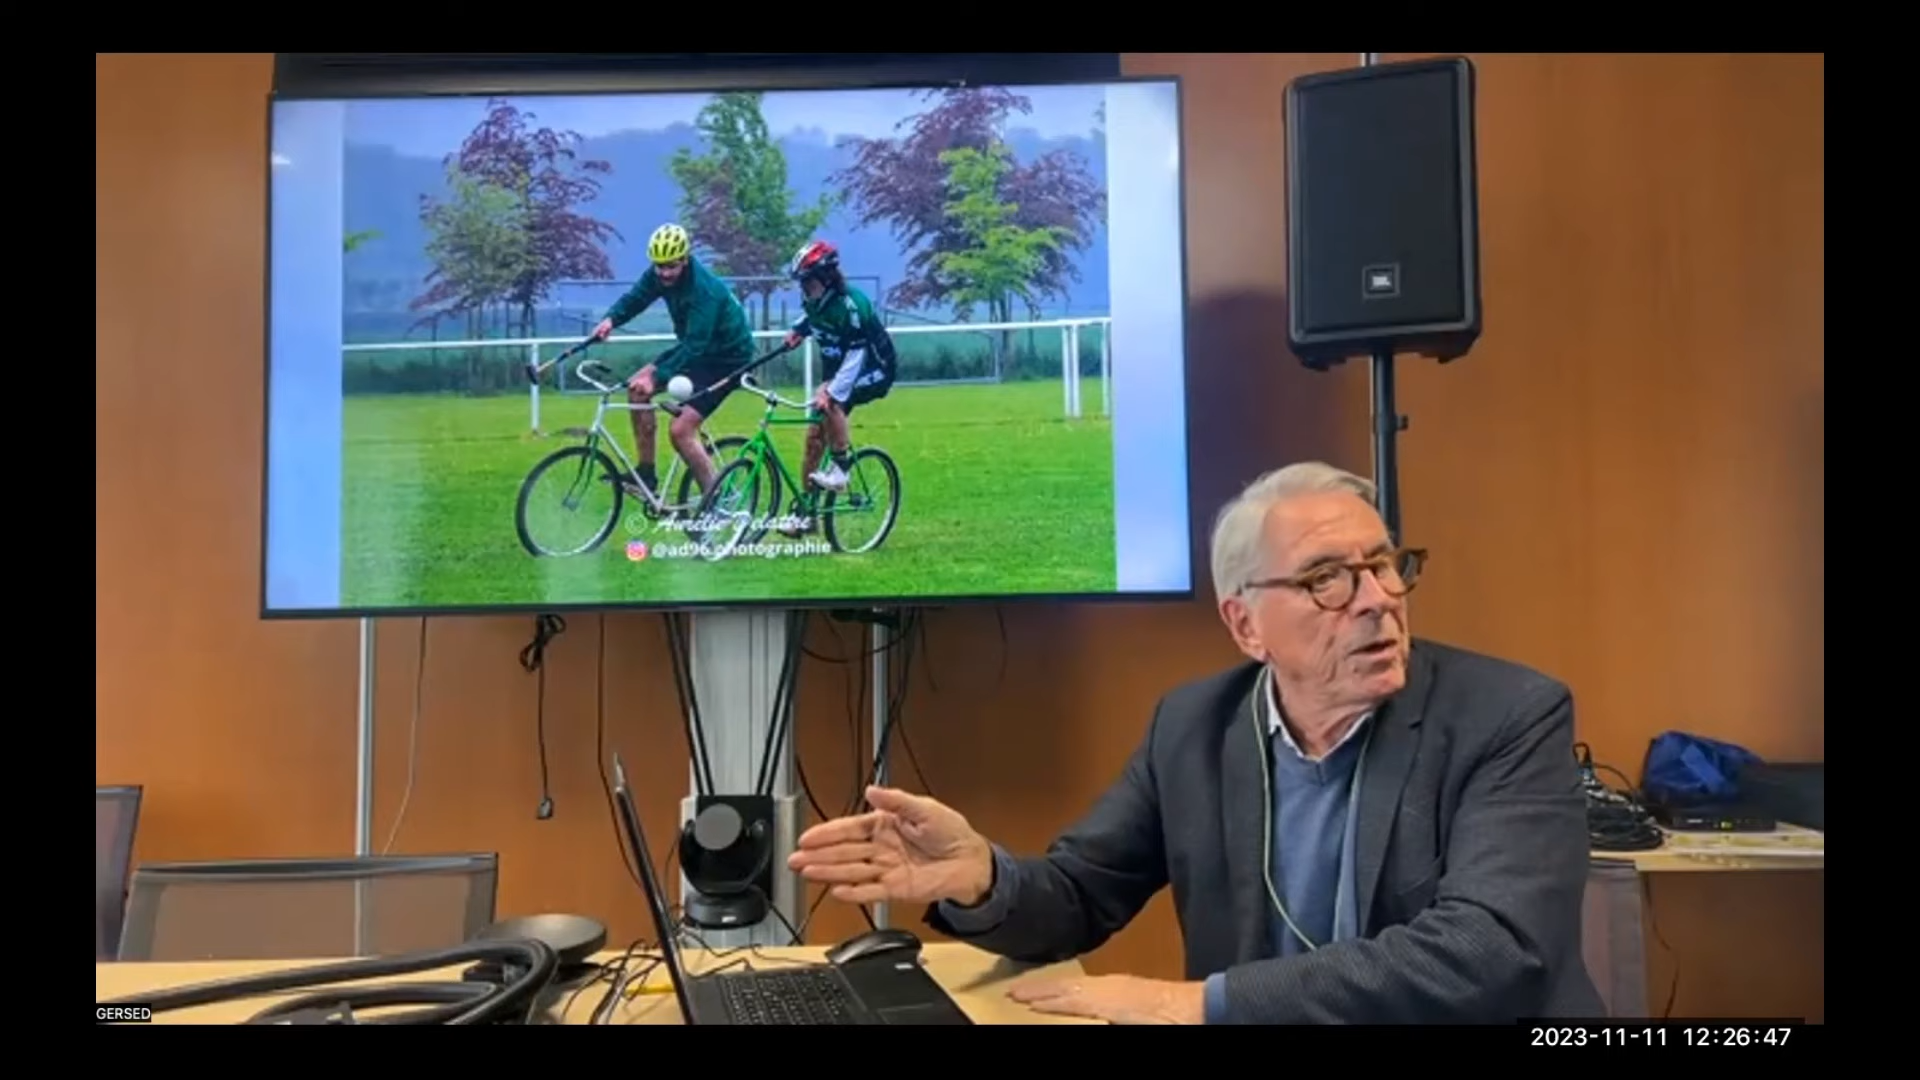 JBL
© Aurélie Delattre
@ad96.photographie
GERSED
2023-11-11 12:26:47